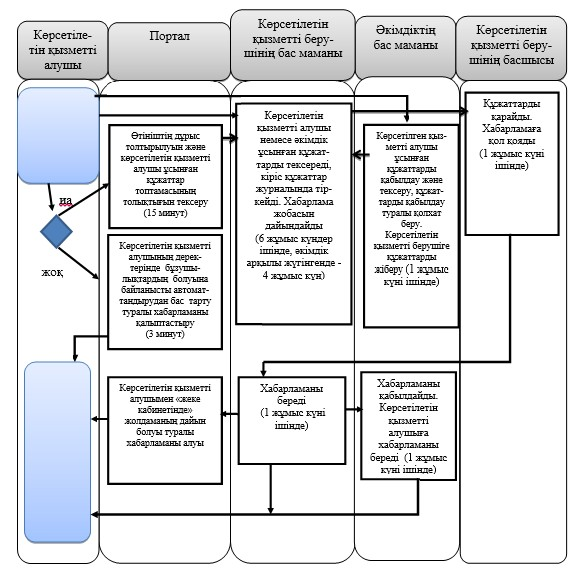 Көрсетіле-
тін қызметті
алушы
Портал
Көрсетілетін
қызметті беру-
шінің бас маманы
Әкімдіктің
бас маманы
Көрсетілетін
қызметті беру-
шінің басшысы
иа
жоқ
Өтініштің дұрыс
толтырылуын және
көрсетілетін қызметті
алушы ұсынған
құжаттар
топтамасының
толықтығын тексеру
(15 минут)
Көрсетілетін қызметті
алушының дерек-
терінде бұзушы-
лықтардың болуына
байланысты автомат-
тандырудан бас тарту
туралы хабарламаны
қалыптастыру
(3 минут)
Көрсетілетін
қызметті алушы
немесе әкімдік
ұсынған құжат-
тарды тексереді,
кіріс құжаттар
журналында тір-
кейді. Хабарлама
жобасын
дайындайды
(6 жұмыс күндер
ішінде, әкімдік
арқылы жүгінгенде -
4 жұмыс күн)
Көрсетілген қыз-
метті алушы
ұсынған
құжаттарды
қабылдау және
тексеру, құжат-
тарды қабылдау
туралы қолхат
беру.
Көрсетілетін
қызметті берушіге
құжаттарды
жіберу (1 жұмыс
күні ішінде)
Құжаттарды
қарайды.
Хабарламаға
қол қояды
(1 жұмыс күні
ішінде)
Көрсетілетін қызметті
алушымен «жеке
кабинетінде»
жолдаманың дайын
болуы туралы
хабарламаны алуы
Хабарламаны
береді
(1 жұмыс күні
ішінде)
Хабарламаны
қабылдайды.
Көрсетілетін
қызметті
алушыға
хабарламаны
береді (1 жұмыс
күні ішінде)